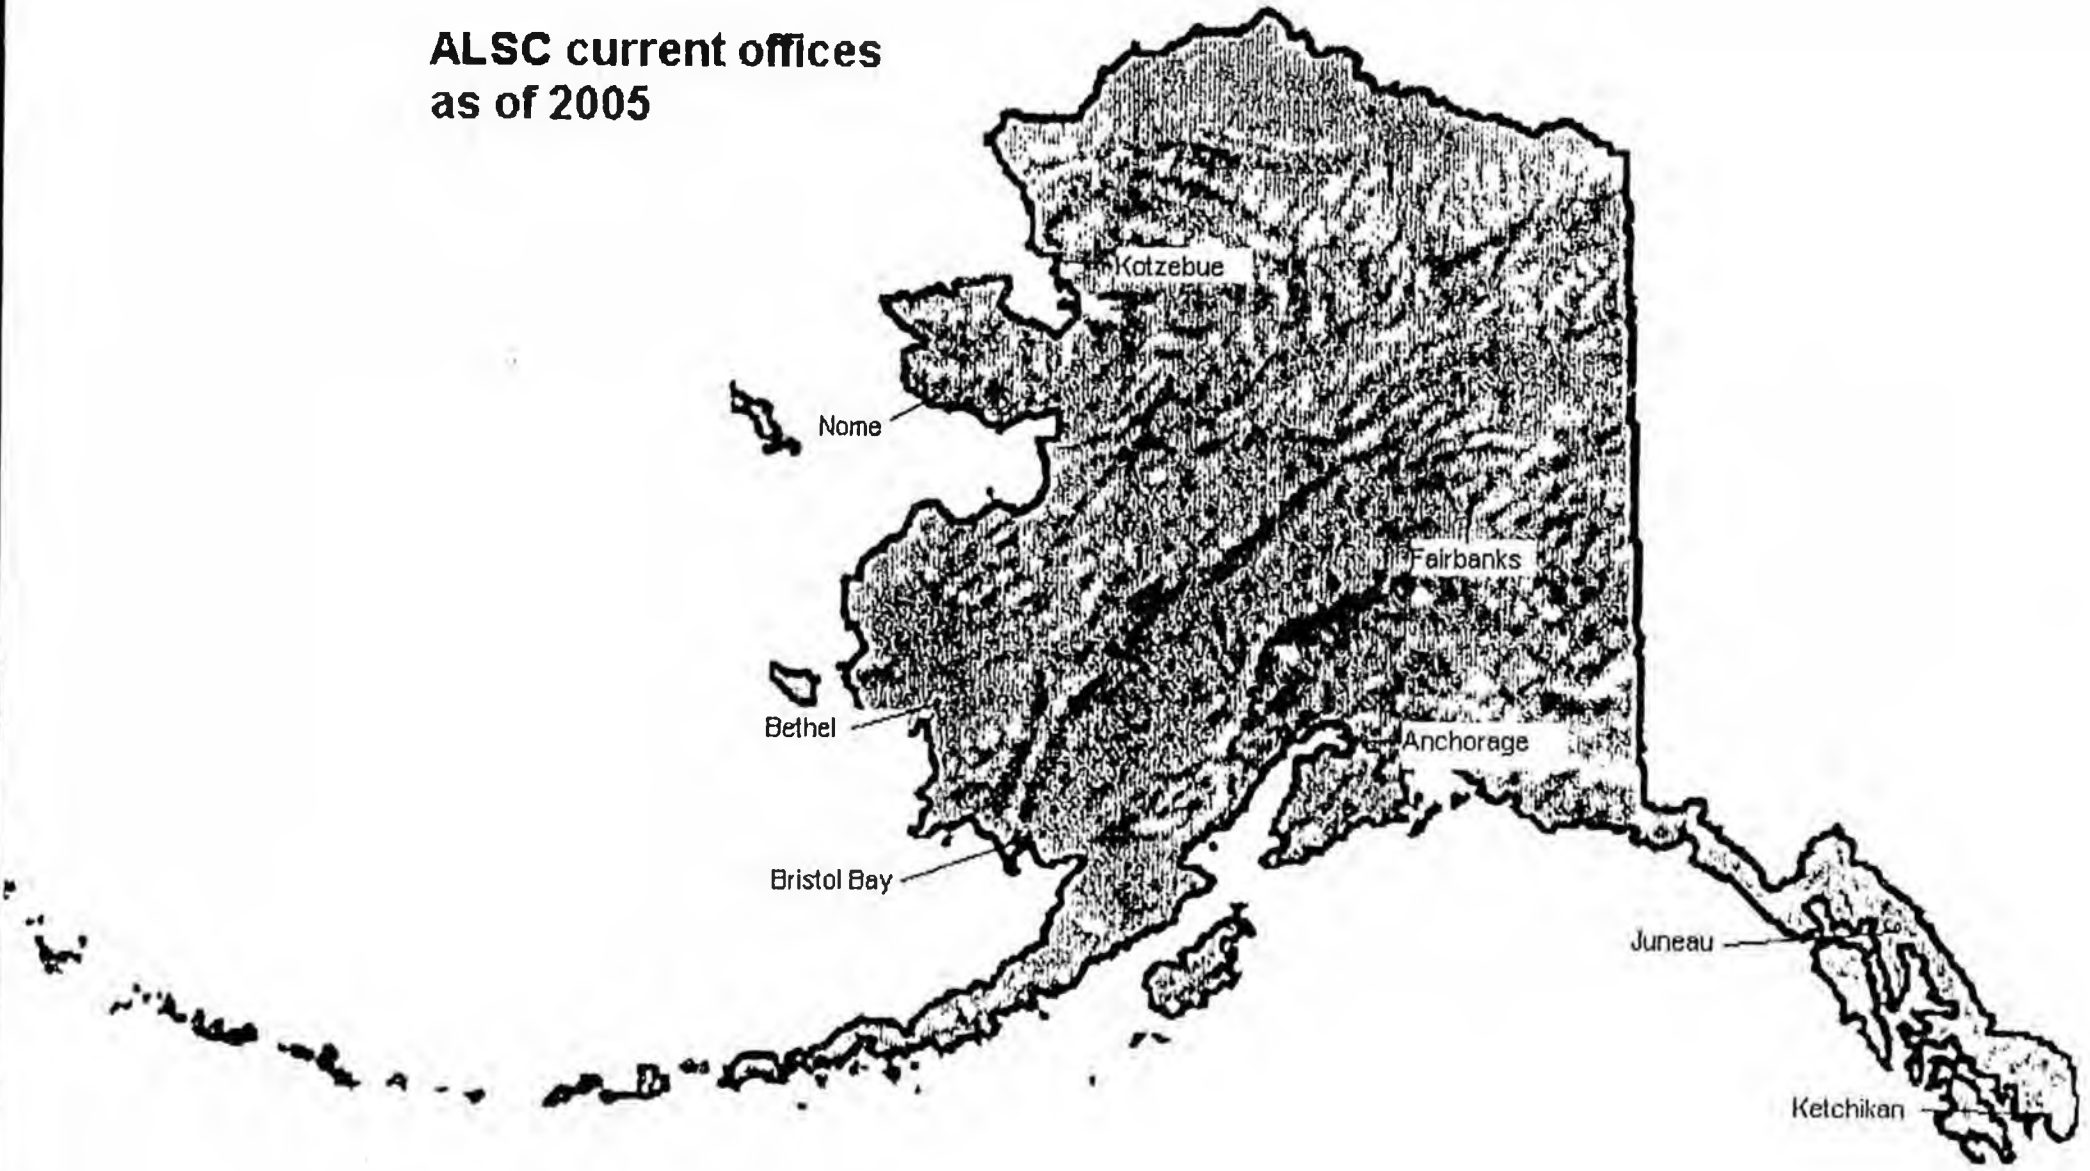 ALSC current offices
as of 2005
Kotzebue
Nome
Fairbanks
Bethel
Anchorage
Bristol Bay
Juneau
Ketchikan